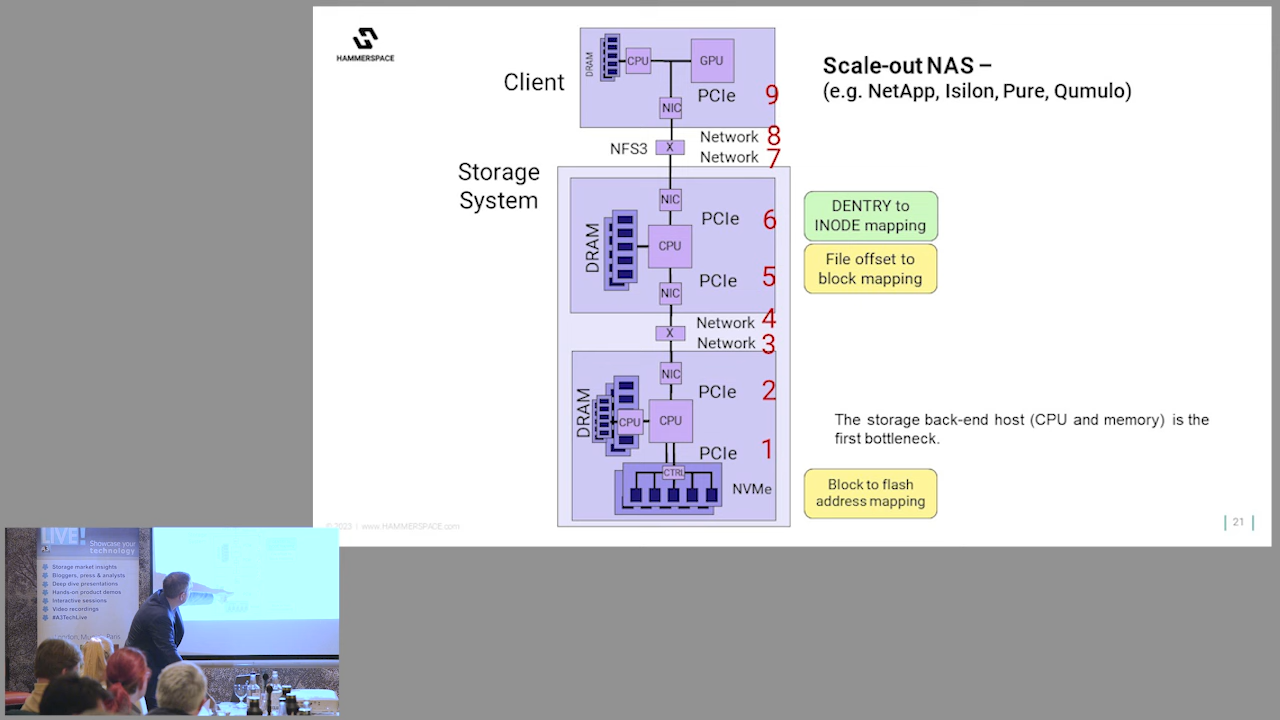 HAMMERSPACE
Scale-out NAS –
(e.g. NetApp, Isilon, Pure, Qumulo)
Client
DRAM
CPU
GPU
NIC
PCIe
9
NFS3
X
Network
8
Network
7
Storage
System
NIC
PCIe
6
DRAM
CPU
PCIe
5
NIC
DENTRY to
INODE mapping
File offset to
block mapping
X
Network
4
Network
3
NIC
PCIe
2
DRAM
CPU
CPU
PCIe
1
CTRL
NVMe
The storage back-end host (CPU and memory) is the
first bottleneck.
Block to flash
address mapping
© 2023 | www.HAMMERSPACE.com
21
LIVE!
Showcase your
technology
Storage market insights
Bloggers, press & analysts
Deep dive presentations
Hands-on product demos
Interactive sessions
Video recordings
#A3TechLive